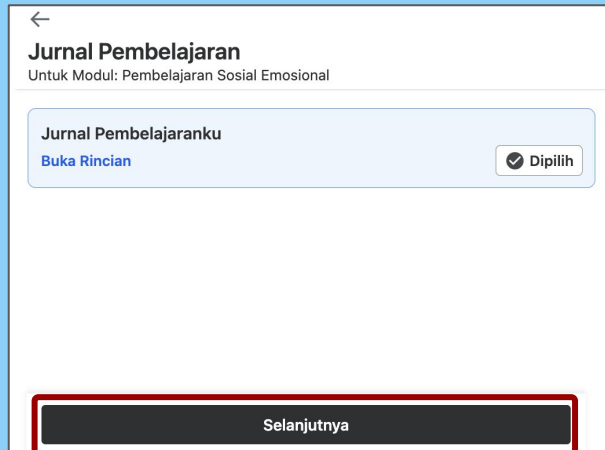 Jurnal Pembelajaran
Untuk Modul: Pembelajaran Sosial Emosional
Jurnal Pembelajaranku
Buka Rincian
Dipilih
Selanjutnya